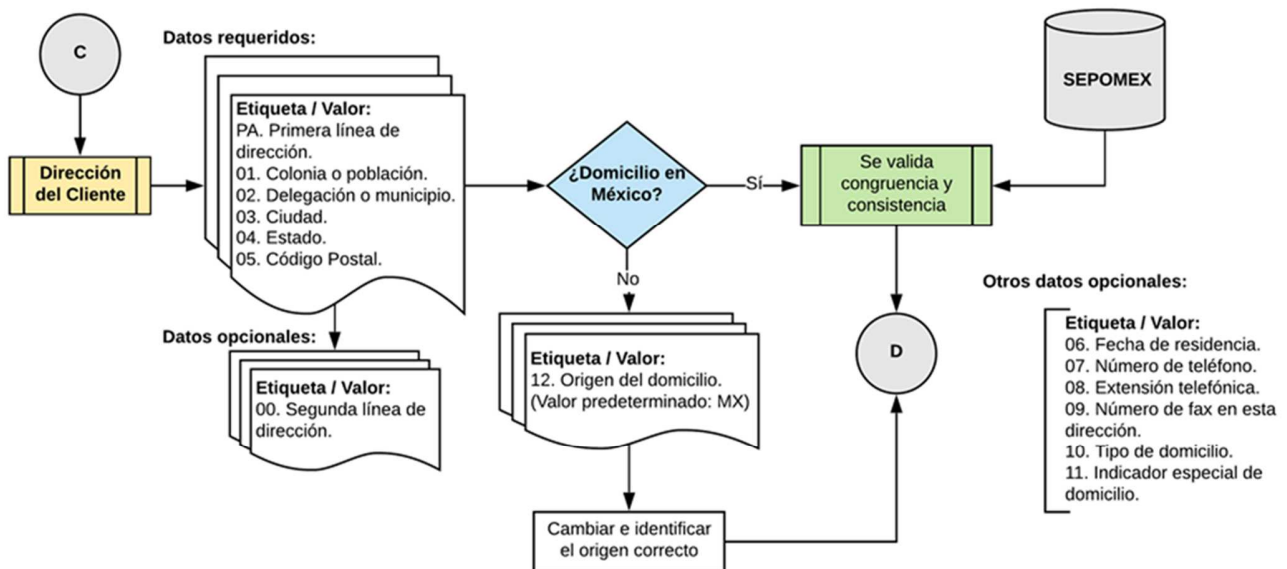 C
Datos requeridos:
Etiqueta / Valor:
PA. Primera línea de
dirección.
01. Colonia o población.
02. Delegación o municipio.
03. Ciudad.
04. Estado.
05. Código Postal.
Dirección
del Cliente
¿Domicilio en
México?
Sí
Se valida
congruencia y
consistencia
SEPOMEX
No
Datos opcionales:
Etiqueta / Valor:
00. Segunda línea de
dirección.
Etiqueta / Valor:
12. Origen del domicilio.
(Valor predeterminado: MX)
Cambiar e identificar
el origen correcto
D
Otros datos opcionales:
Etiqueta / Valor:
06. Fecha de residencia.
07. Número de teléfono.
08. Extensión telefónica.
09. Número de fax en esta
dirección.
10. Tipo de domicilio.
11. Indicador especial de
domicilio.